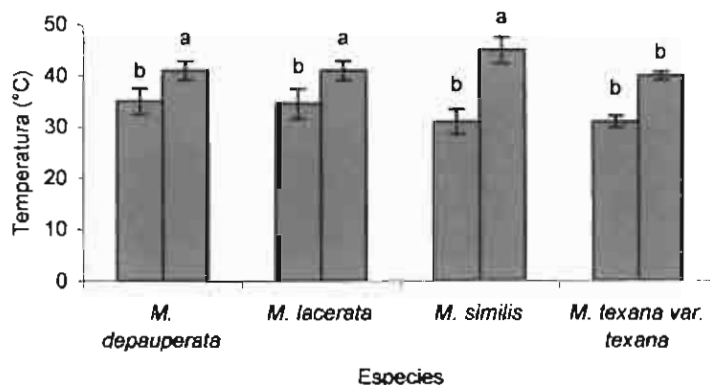 50
40
30
20
10
0
Temperatura (°C)
b a b a b a b b
M. depauperata
M. lacerata
M. similis
M. texana var. texana
Especies